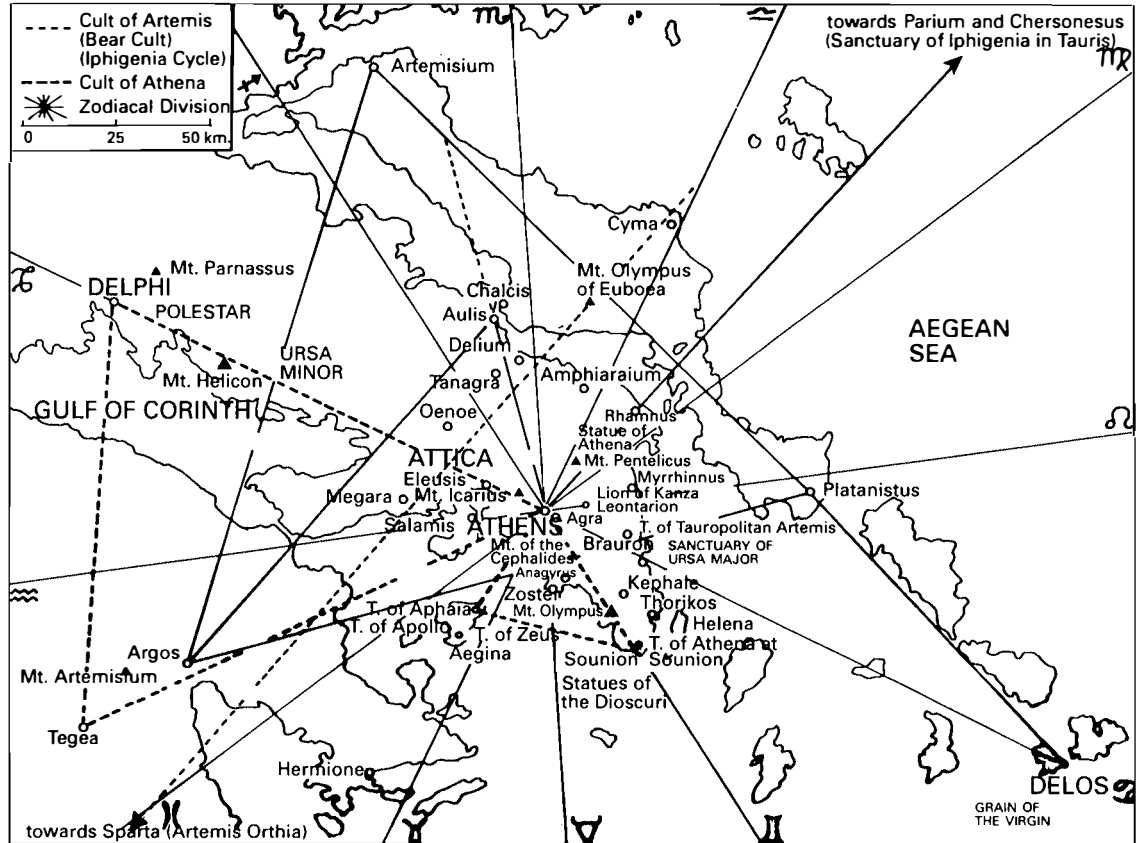 Cult of Artemis
(Bear Cult)
(Iphigenia Cycle)
Cult of Athena
Zodiacal Division
0 25 50 km.
towards Parium and Chersonesus
(Sanctuary of Iphigenia in Tauris)
♏
♎
♍
♐
Artemisium
Cyma
Mt. Parnassus
DELPHI
POLESTAR
Mt. Olympus
of Euboea
Chalcis
Aulis
AEGEAN
SEA
URSA
MINOR
Delium
Mt. Helicon
Tanagra
Amphiaraium
GULF OF CORINTH
Oenoe
Rhamnus
Statue of
Athena
♌
ATTICA
Mt. Pentelicus
Eleusis
Myrrhinnus
Megara
Mt. Icarius
Lion of Kanza
Leontarion
Platanistus
Salamis
ATHENS
Agra
T. of Tauropolitan Artemis
Mt. of the
Cephalides
Brauron
SANCTUARY OF
URSA MAJOR
Anagyrus
♑
♒
Zoster
Kephale
T. of Aphaia
Mt. Olympus
Thorikos
T. of Apollo
T. of Zeus
Helena
Argos
Aegina
T. of Athena at
Sounion
Sounion
Mt. Artemisium
Statues of
the Dioscuri
Tegea
Hermione
DELOS
♋
GRAIN OF
THE VIRGIN
♓
towards Sparta (Artemis Orthia)
♈
♉
♊